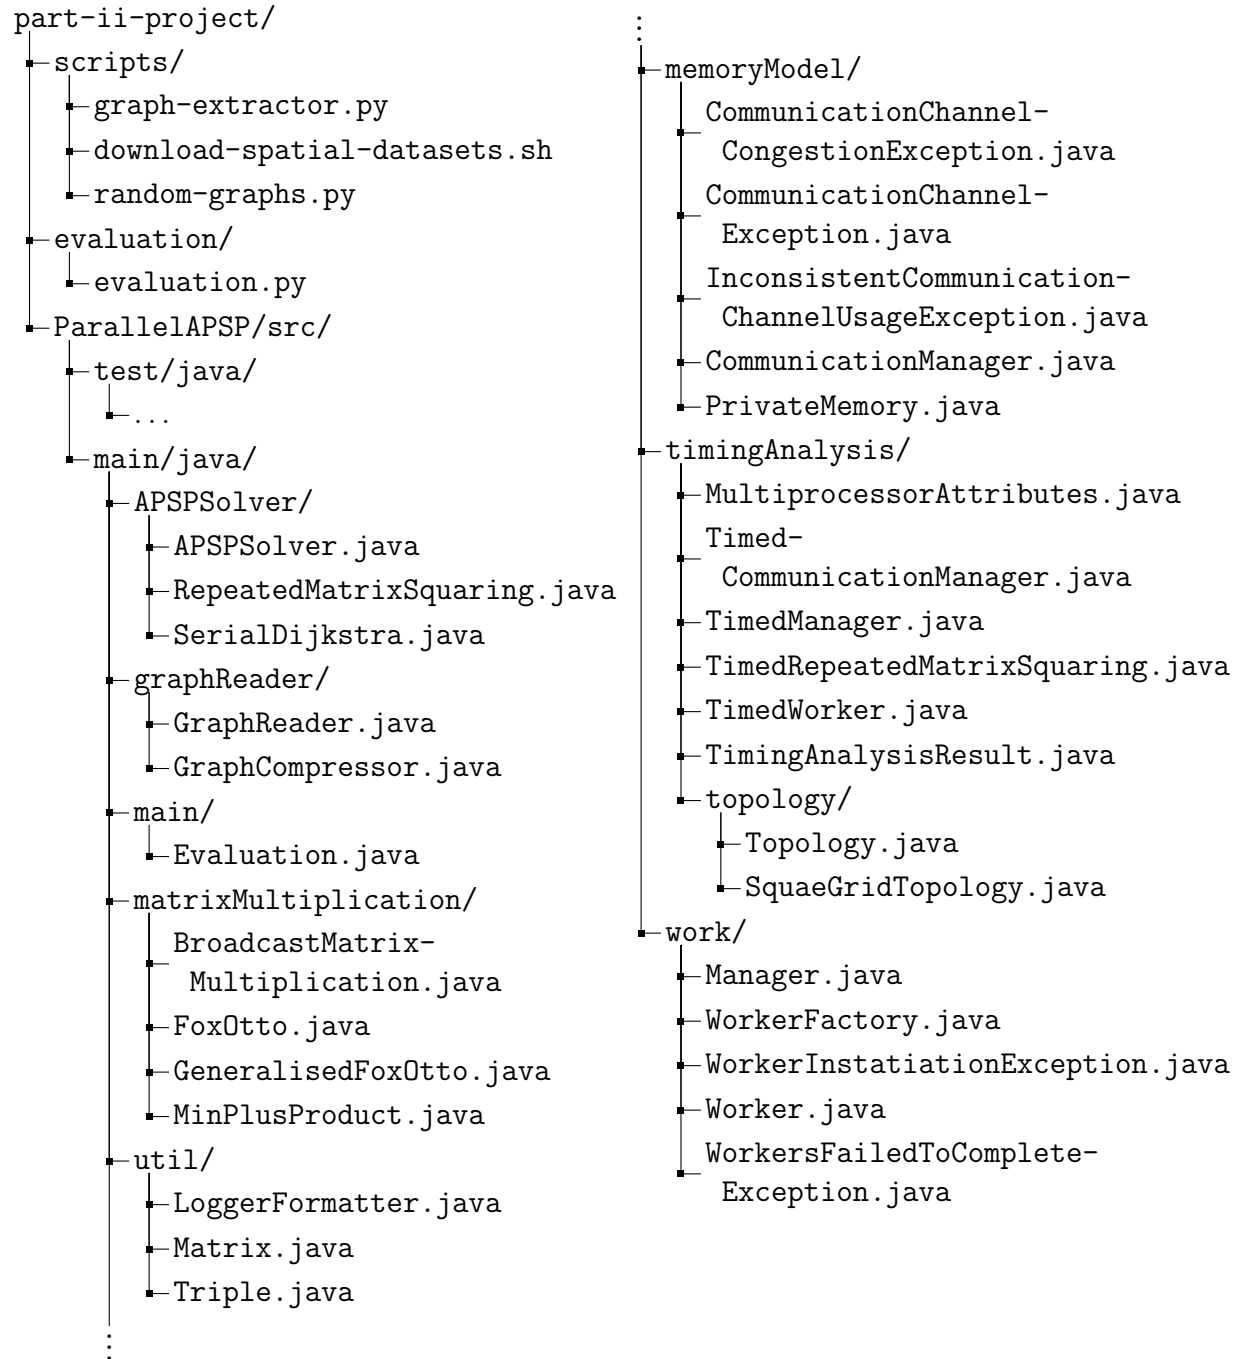 part-ii-project/
scripts/
graph-extractor.py
download-spatial-datasets.sh
random-graphs.py
evaluation/
evaluation.py
ParallelAPSP/src/
test/java/
...
main/java/
APSPSolver/
APSPSolver.java
RepeatedMatrixSquaring.java
SerialDijkstra.java
graphReader/
GraphReader.java
GraphCompressor.java
main/
Evaluation.java
matrixMultiplication/
BroadcastMatrix-
Multiplication.java
FoxOtto.java
GeneralisedFoxOtto.java
MinPlusProduct.java
util/
LoggerFormatter.java
Matrix.java
Triple.java
⋮
⋮
memoryModel/
CommunicationChannel-
CongestionException.java
CommunicationChannel-
Exception.java
InconsistentCommunication-
ChannelUsageException.java
CommunicationManager.java
PrivateMemory.java
timingAnalysis/
MultiprocessorAttributes.java
Timed-
CommunicationManager.java
TimedManager.java
TimedRepeatedMatrixSquaring.java
TimedWorker.java
TimingAnalysisResult.java
topology/
Topology.java
SquaeGridTopology.java
work/
Manager.java
WorkerFactory.java
WorkerInstatiationException.java
Worker.java
WorkersFailedToComplete-
Exception.java